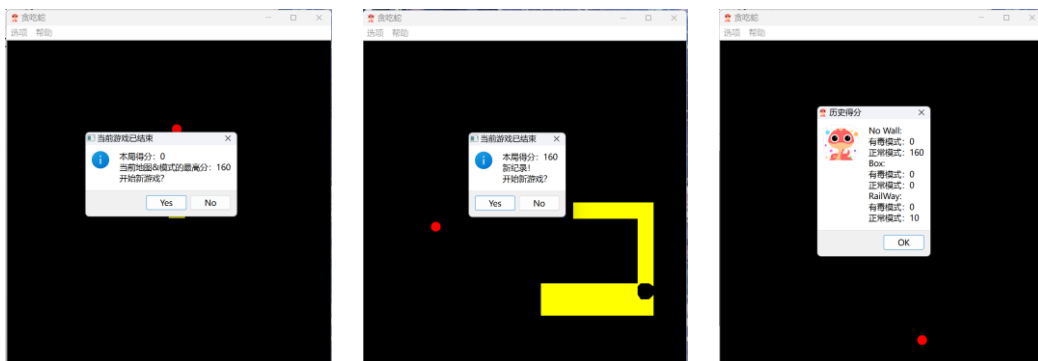 贪吃蛇
选项 帮助
当前游戏已结束
本局得分：0
当前地图&模式的最高分：160
开始新游戏?
Yes No
贪吃蛇
选项 帮助
当前游戏已结束
本局得分：160
新纪录!
开始新游戏?
Yes No
贪吃蛇
选项 帮助
历史得分
No Wall:
有毒模式：0
正常模式：160
Box:
有毒模式：0
正常模式：0
RailWay:
有毒模式：0
正常模式：10
OK